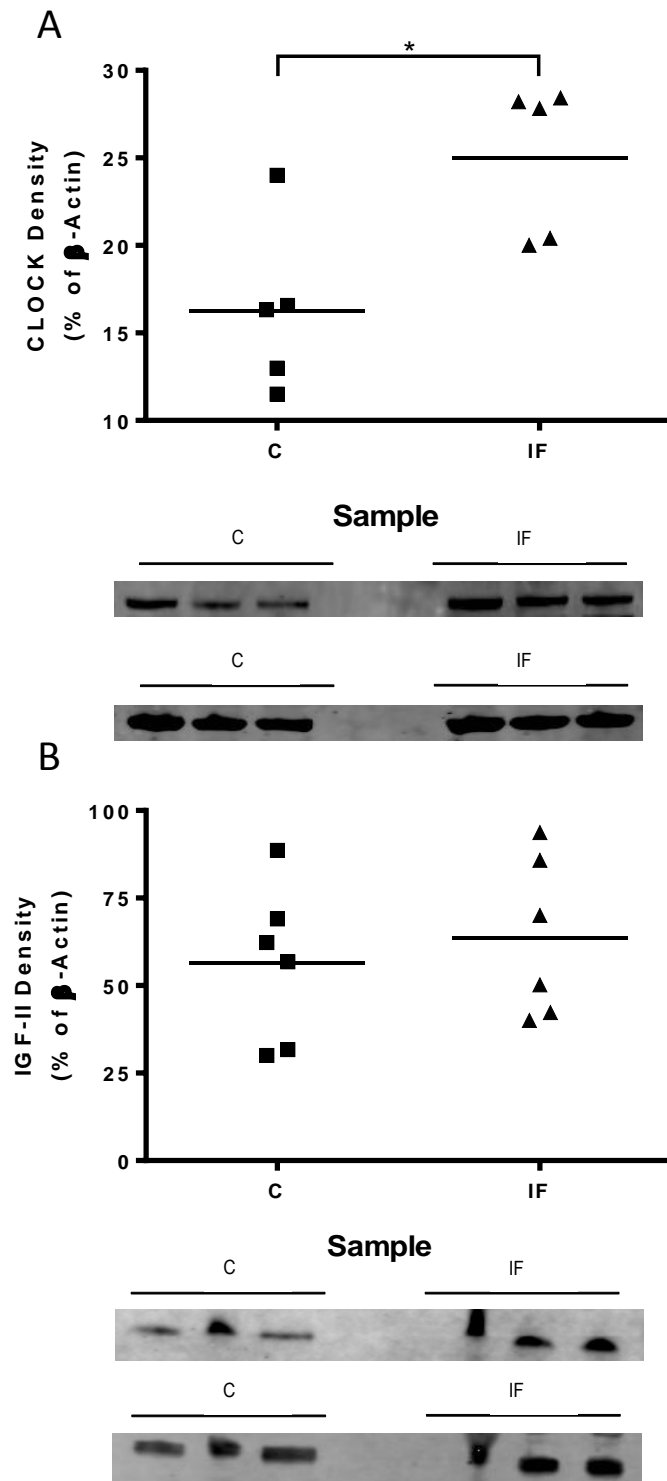 A
*
30
25
20
15
10
CLOCK Density
(% of β-Actin)
C IF
Sample
C IF
C IF
B
100
75
50
25
0
IGF-II Density
(% of β-Actin)
C IF
Sample
C IF
C IF